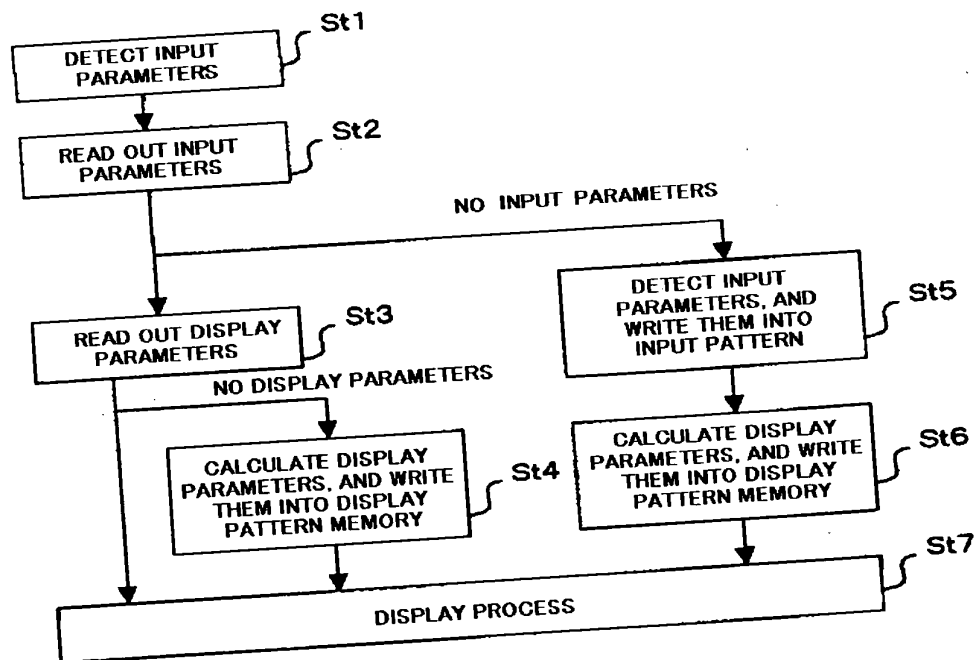 St1
DETECT INPUT
PARAMETERS
St2
READ OUT INPUT
PARAMETERS
NO INPUT PARAMETERS
DETECT INPUT
PARAMETERS, AND
WRITE THEM INTO
INPUT PATTERN
St5
READ OUT DISPLAY
PARAMETERS
St3
NO DISPLAY PARAMETERS
CALCULATE DISPLAY
PARAMETERS, AND WRITE
THEM INTO DISPLAY
PATTERN MEMORY
St4
CALCULATE DISPLAY
PARAMETERS, AND WRITE
THEM INTO DISPLAY
PATTERN MEMORY
St6
St7
DISPLAY PROCESS